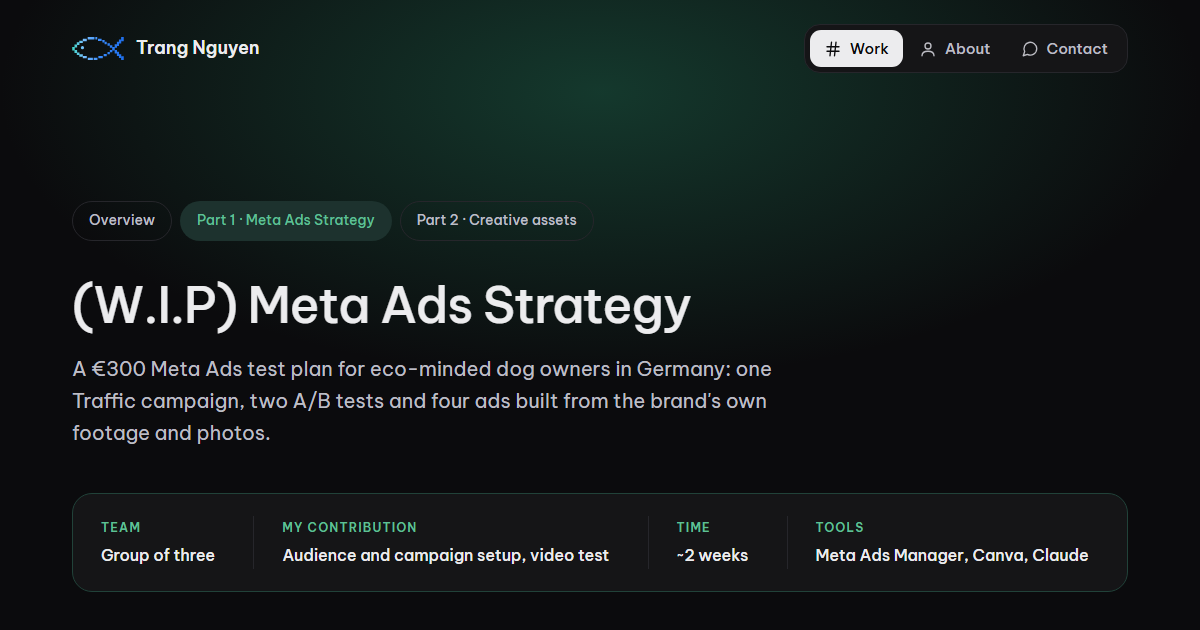 Trang Nguyen
Work
About
Contact
Overview
Part 1 · Meta Ads Strategy
Part 2 · Creative assets
(W.I.P) Meta Ads Strategy
A €300 Meta Ads test plan for eco-minded dog owners in Germany: one
Traffic campaign, two A/B tests and four ads built from the brand's own
footage and photos.
TEAM
Group of three
MY CONTRIBUTION
Audience and campaign setup, video test
TIME
~2 weeks
TOOLS
Meta Ads Manager, Canva, Claude